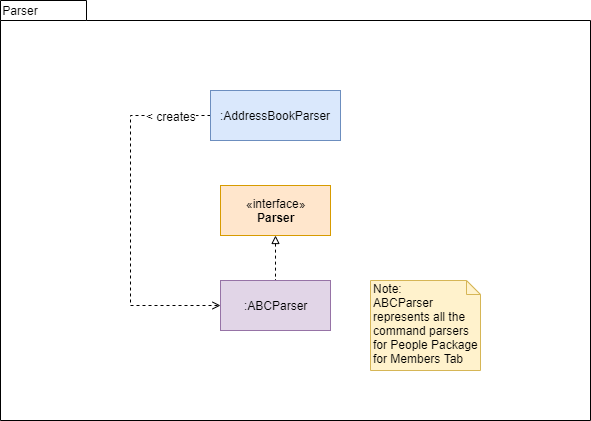 Parser
:AddressBookParser
< creates
«interface»
Parser
:ABCParser
Note:
ABCParser
represents all the
command parsers
for People Package
for Members Tab